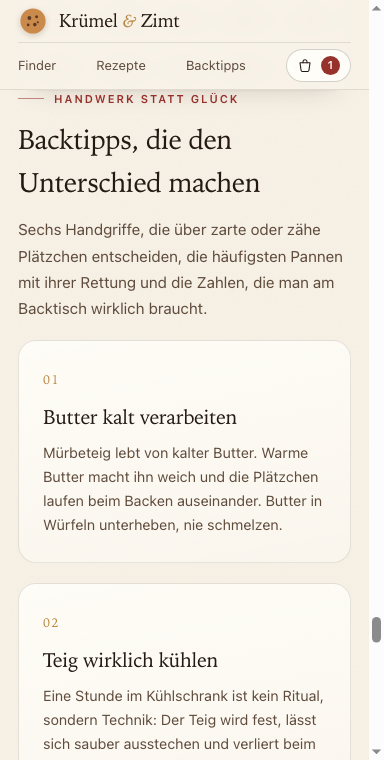 Krümel & Zimt
Finder Rezepte Backtipps 1
HANDWERK STATT GLÜCK
Backtipps, die den
Unterschied machen
Sechs Handgriffe, die über zarte oder zähe
Plätzchen entscheiden, die häufigsten Pannen
mit ihrer Rettung und die Zahlen, die man am
Backtisch wirklich braucht.
01
Butter kalt verarbeiten
Mürbeteig lebt von kalter Butter. Warme
Butter macht ihn weich und die Plätzchen
laufen beim Backen auseinander. Butter in
Würfeln unterheben, nie schmelzen.
02
Teig wirklich kühlen
Eine Stunde im Kühlschrank ist kein Ritual,
sondern Technik: Der Teig wird fest, lässt
sich sauber ausstechen und verliert beim